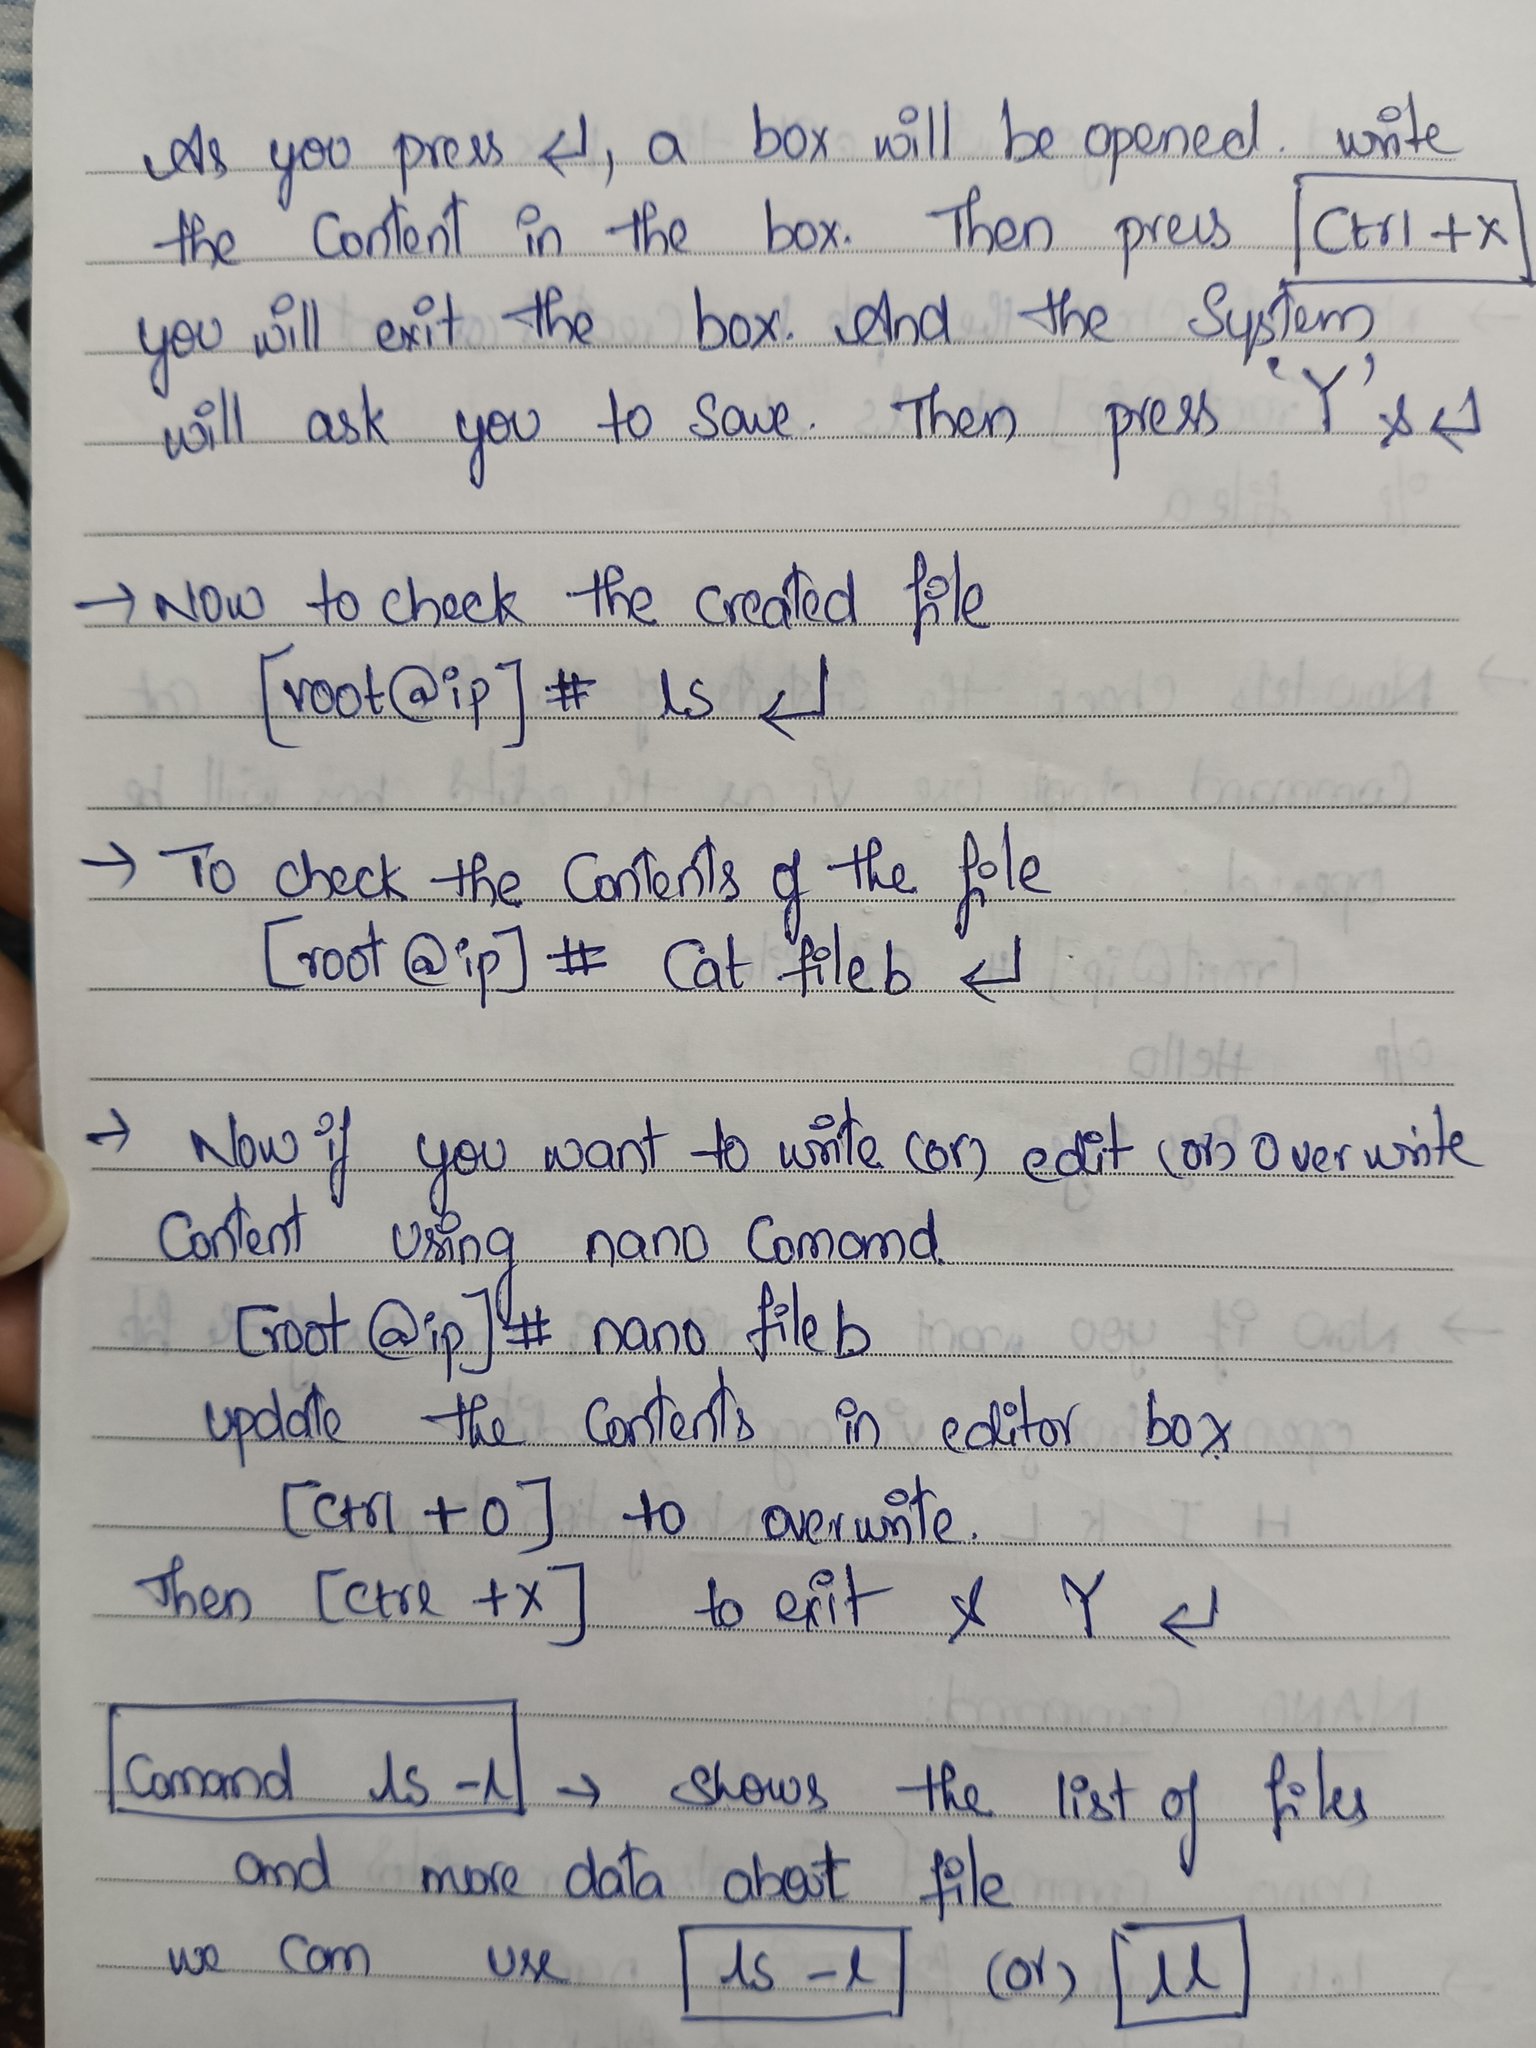 As you press ↵, a box will be opened. write
the Content in the box. Then press Ctrl + x
you will exit the box. And the System
will ask you to Save. Then press 'Y' & ↵
→ Now to check the created file
[root@ip] # ls ↵
→ To check the Contents of the file
[root@ip] # Cat fileb ↵
→ Now if you want to write (or) edit (or) Overwrite
Content using nano Comamd.
[root@ip] # nano fileb
update the Contents in editor box
[Ctrl + O] to overwrite.
Then [Ctrl + x] to exit & Y ↵
Comand ls -l → Shows the list of files
and more data about file
we can use ls -l (or) ll